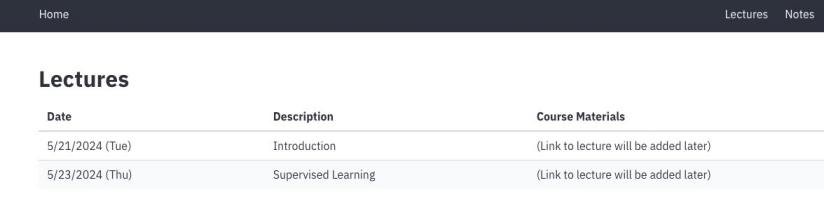 Home Lectures Notes
Lectures
Date Description Course Materials
5/21/2024 (Tue) Introduction (Link to lecture will be added later)
5/23/2024 (Thu) Supervised Learning (Link to lecture will be added later)